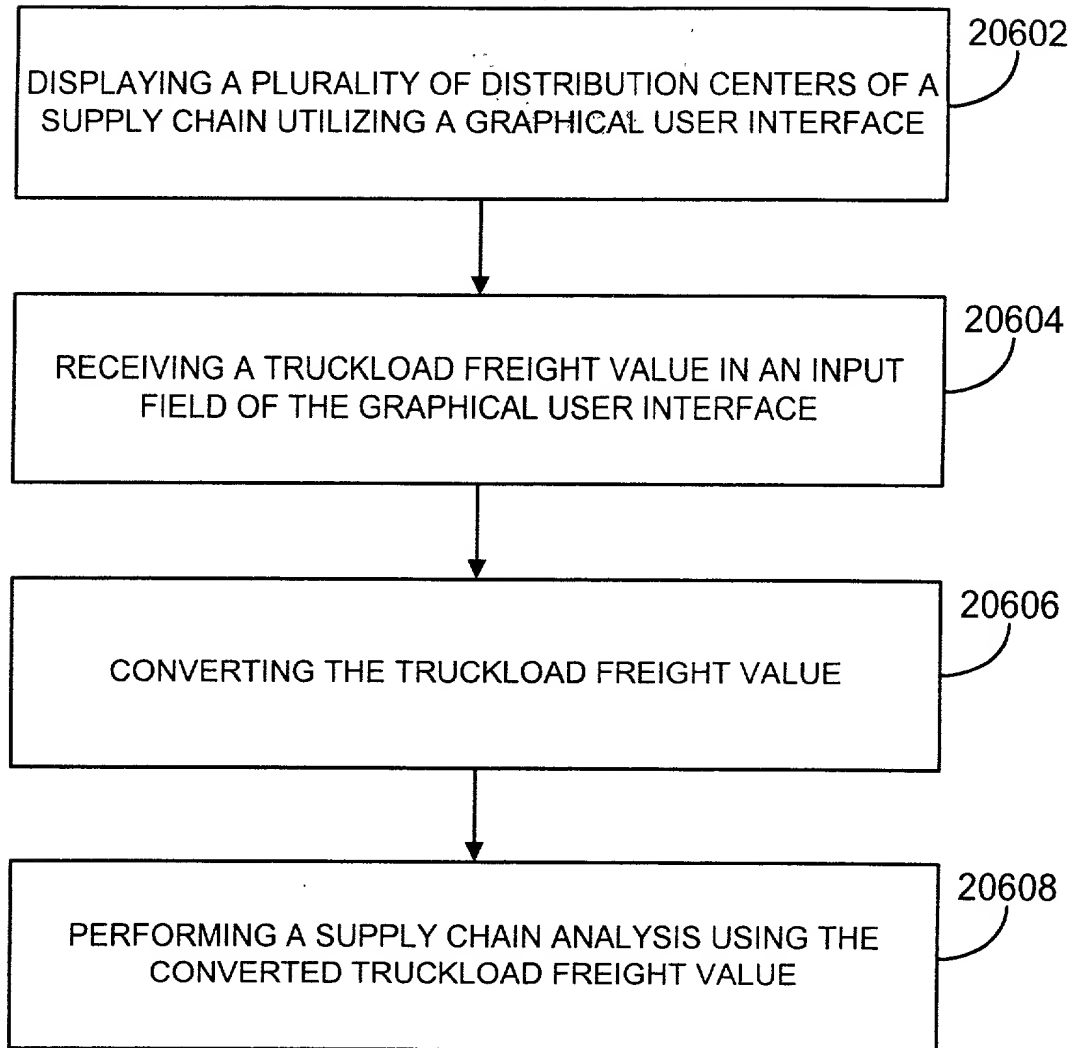 20602
DISPLAYING A PLURALITY OF DISTRIBUTION CENTERS OF A
SUPPLY CHAIN UTILIZING A GRAPHICAL USER INTERFACE
20604
RECEIVING A TRUCKLOAD FREIGHT VALUE IN AN INPUT
FIELD OF THE GRAPHICAL USER INTERFACE
20606
CONVERTING THE TRUCKLOAD FREIGHT VALUE
20608
PERFORMING A SUPPLY CHAIN ANALYSIS USING THE
CONVERTED TRUCKLOAD FREIGHT VALUE